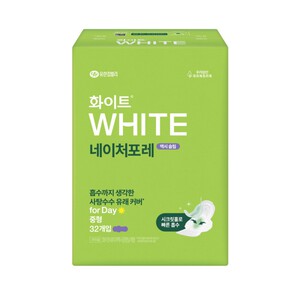 유한킴벌리
화이트
WHITE
네이처포레
맥시 슬림
흡수까지 생각한
사탕수수 유래 커버
for Day
중형
32개입
시크릿홀로
빠른 흡수